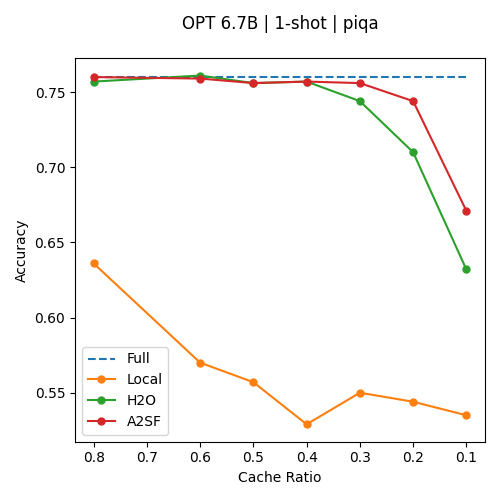 OPT 6.7B | 1-shot | piqa
Accuracy
0.75
0.70
0.65
0.60
0.55
Full
Local
H2O
A2SF
0.8 0.7 0.6 0.5 0.4 0.3 0.2 0.1
Cache Ratio